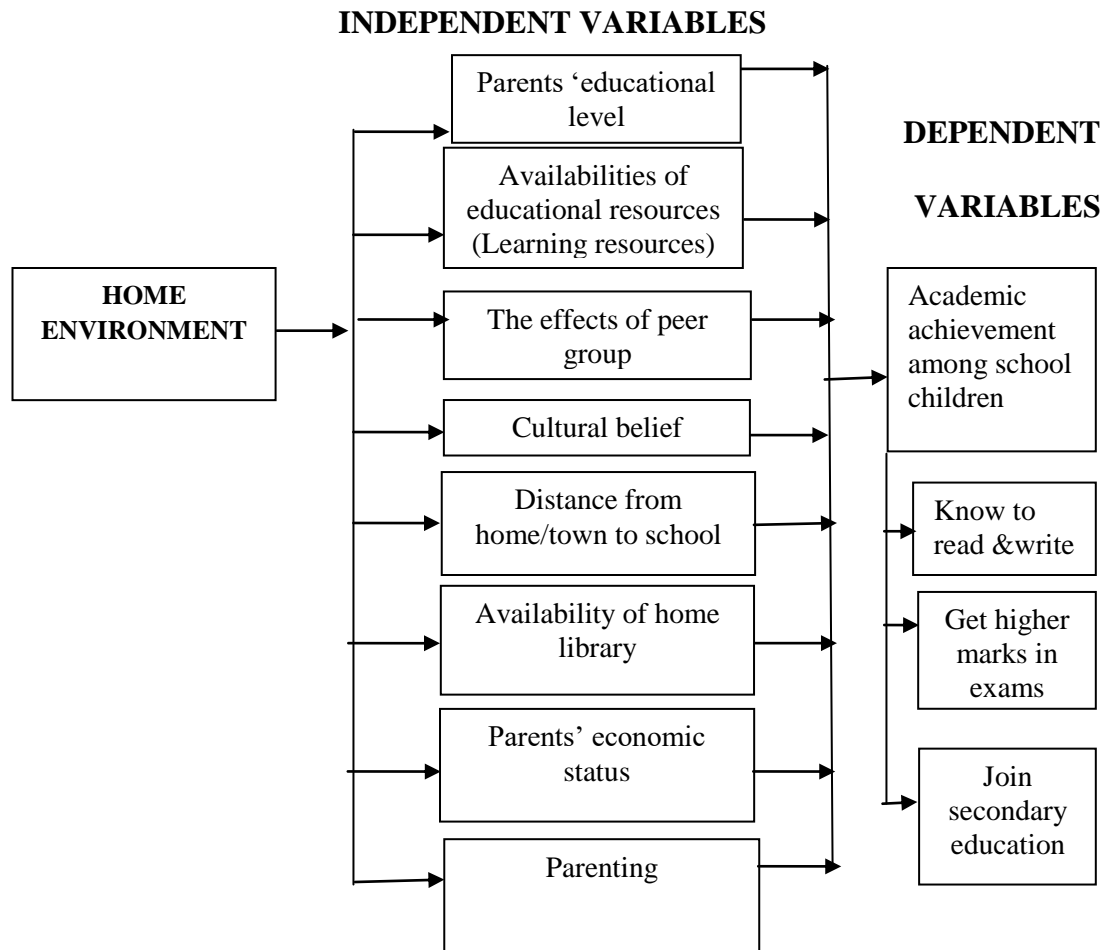 INDEPENDENT VARIABLES
Parents ‘educational
level
Availabilities of
educational resources
(Learning resources)
The effects of peer
group
Cultural belief
Distance from
home/town to school
Availability of home
library
Parents’ economic
status
Parenting
HOME
ENVIRONMENT
DEPENDENT
VARIABLES
Academic
achievement
among school
children
Know to
read &write
Get higher
marks in
exams
Join
secondary
education